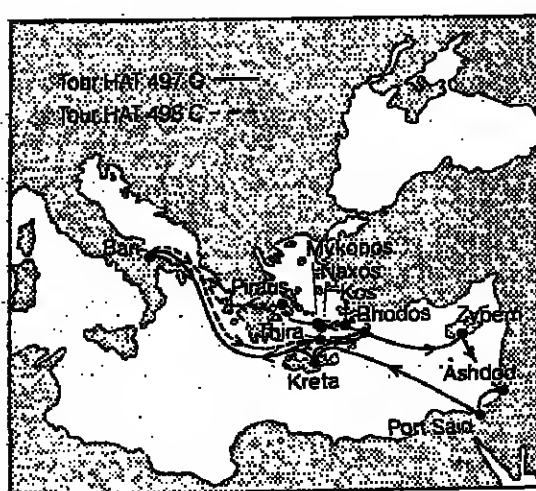 Tour HAT 497 C
Tour HAT 498 C
Bari
Mykonos
Naxos
Piräus
Kos
Rhodos
Thira
Zypern
Kreta
Ashdod
Port Said